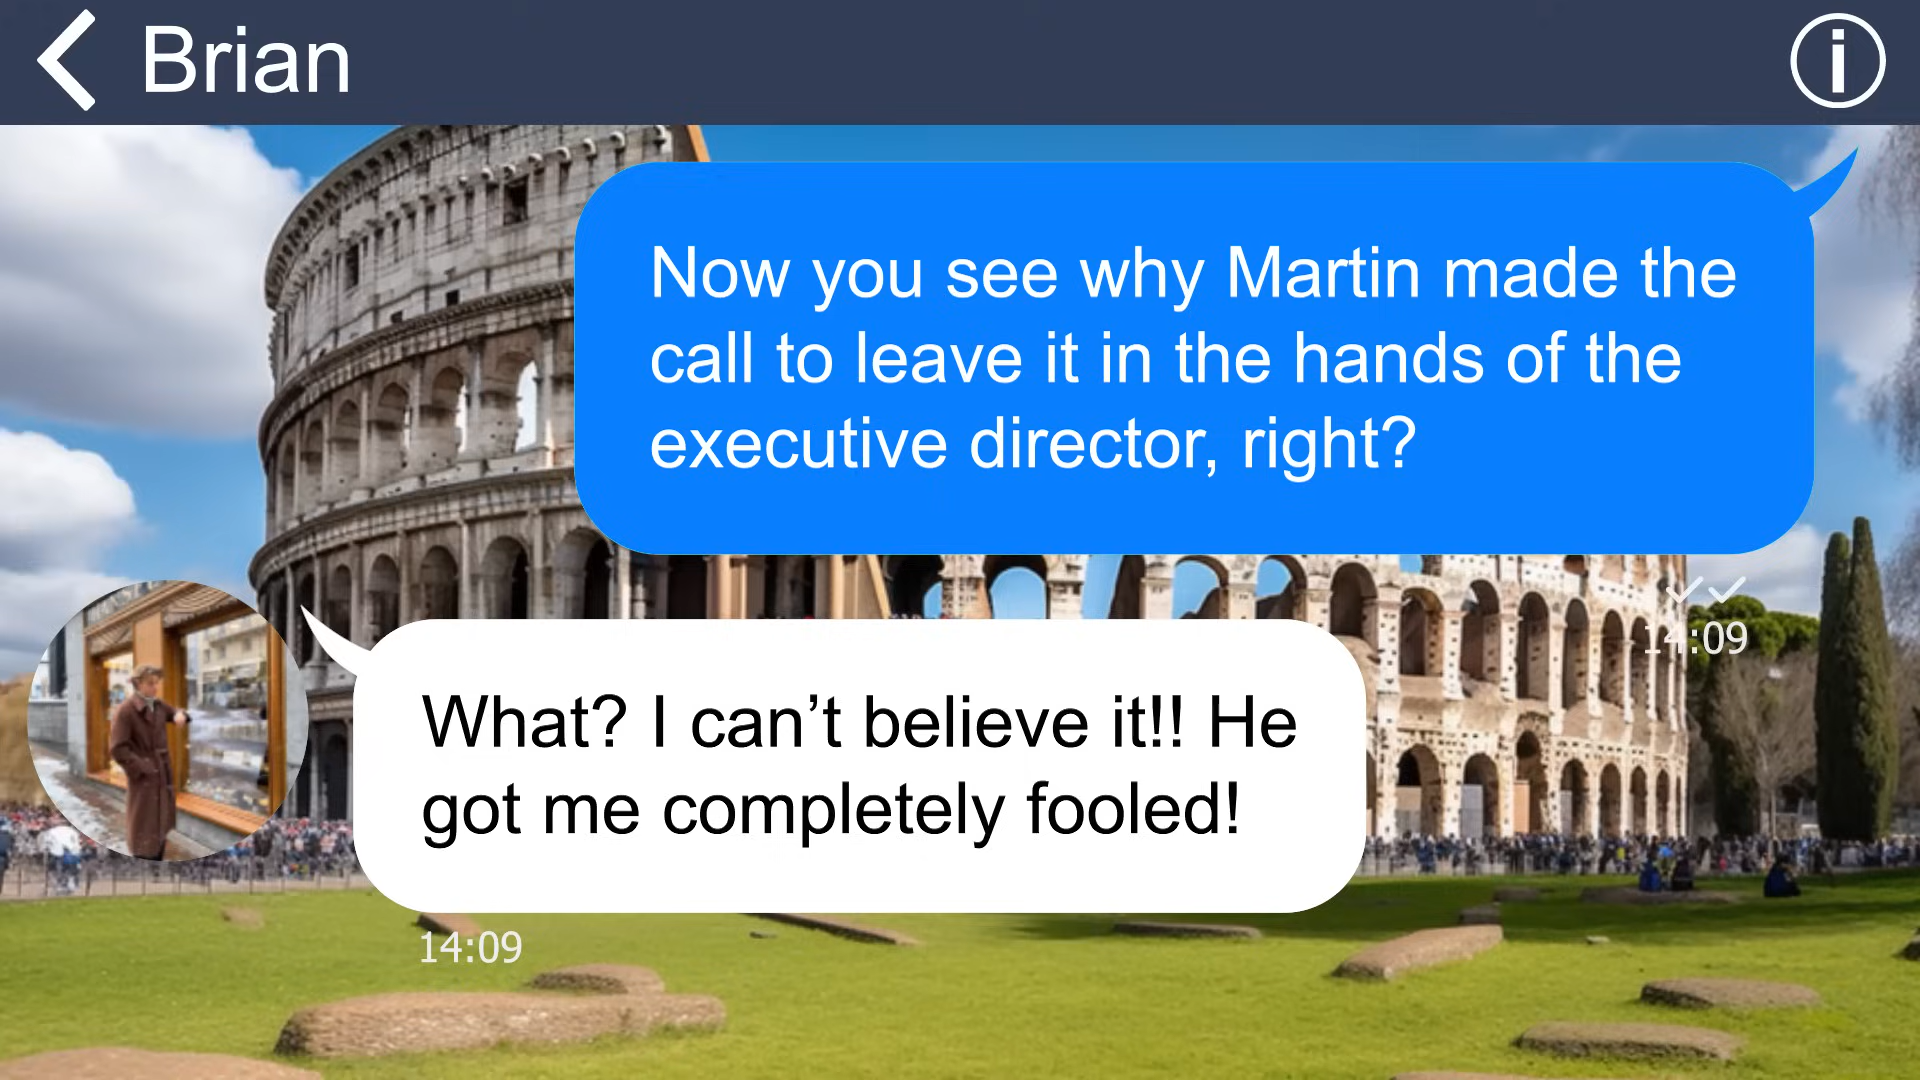 Brian
Now you see why Martin made the
call to leave it in the hands of the
executive director, right?
14:09
What? I can’t believe it!! He
got me completely fooled!
14:09